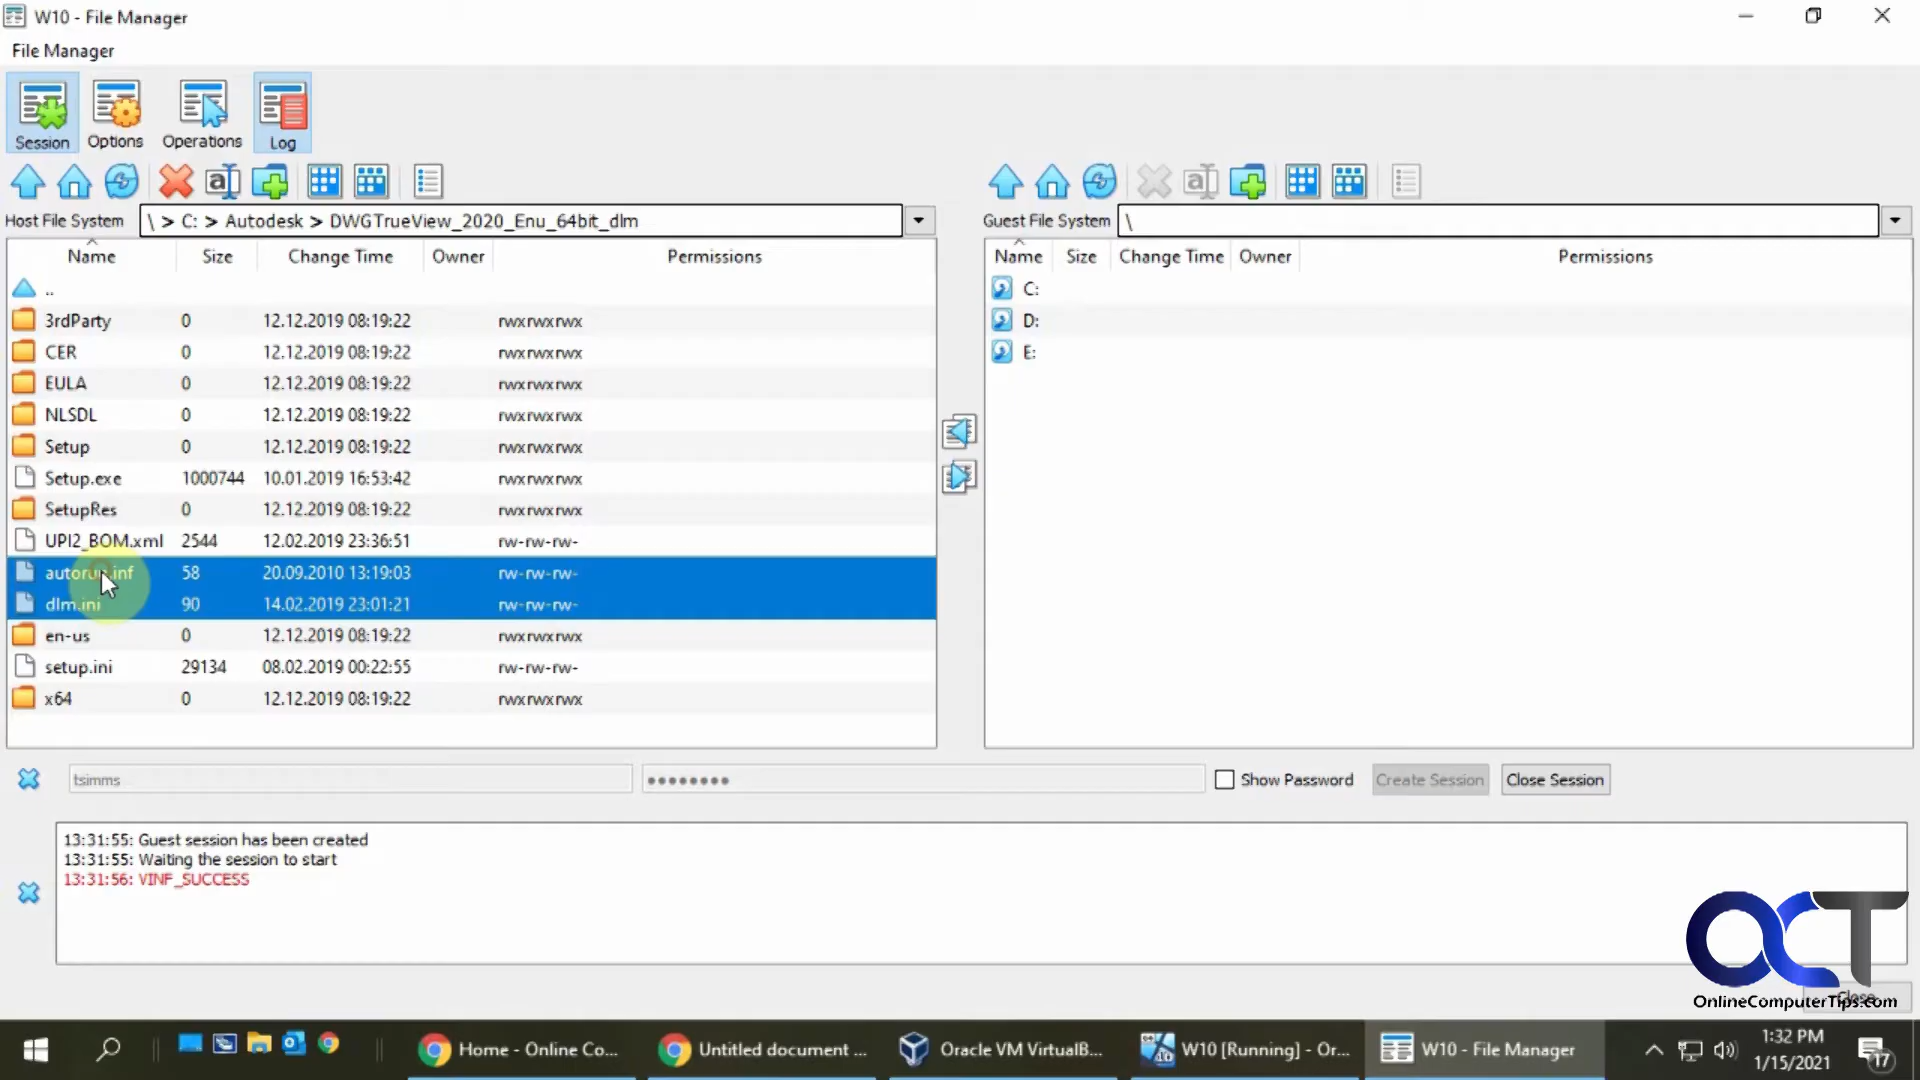 W10 - File Manager
File Manager
Session Options Operations Log
Host File System \ > C: > Autodesk > DWGTrueView_2020_Enu_64bit_dlm
Guest File System \
Name Size Change Time Owner Permissions
Name Size Change Time Owner Permissions
..
3rdParty 0 12.12.2019 08:19:22 rwxrwxrwx
CER 0 12.12.2019 08:19:22 rwxrwxrwx
EULA 0 12.12.2019 08:19:22 rwxrwxrwx
NLSDL 0 12.12.2019 08:19:22 rwxrwxrwx
Setup 0 12.12.2019 08:19:22 rwxrwxrwx
Setup.exe 1000744 10.01.2019 16:53:42 rwxrwxrwx
SetupRes 0 12.12.2019 08:19:22 rwxrwxrwx
UPI2_BOM.xml 2544 12.02.2019 23:36:51 rw-rw-rw-
autorun.inf 58 20.09.2010 13:19:03 rw-rw-rw-
dlm.ini 90 14.02.2019 23:01:21 rw-rw-rw-
en-us 0 12.12.2019 08:19:22 rwxrwxrwx
setup.ini 29134 08.02.2019 00:22:55 rw-rw-rw-
x64 0 12.12.2019 08:19:22 rwxrwxrwx
C:
D:
E:
tsimms ●●●●●●●● Show Password Create Session Close Session
13:31:55: Guest session has been created
13:31:55: Waiting the session to start
13:31:56: VINF_SUCCESS
OCT
Close
OnlineComputerTips.com
Home - Online Co... Untitled document ... Oracle VM VirtualB... W10 [Running] - Or... W10 - File Manager
1:32 PM
1/15/2021
17